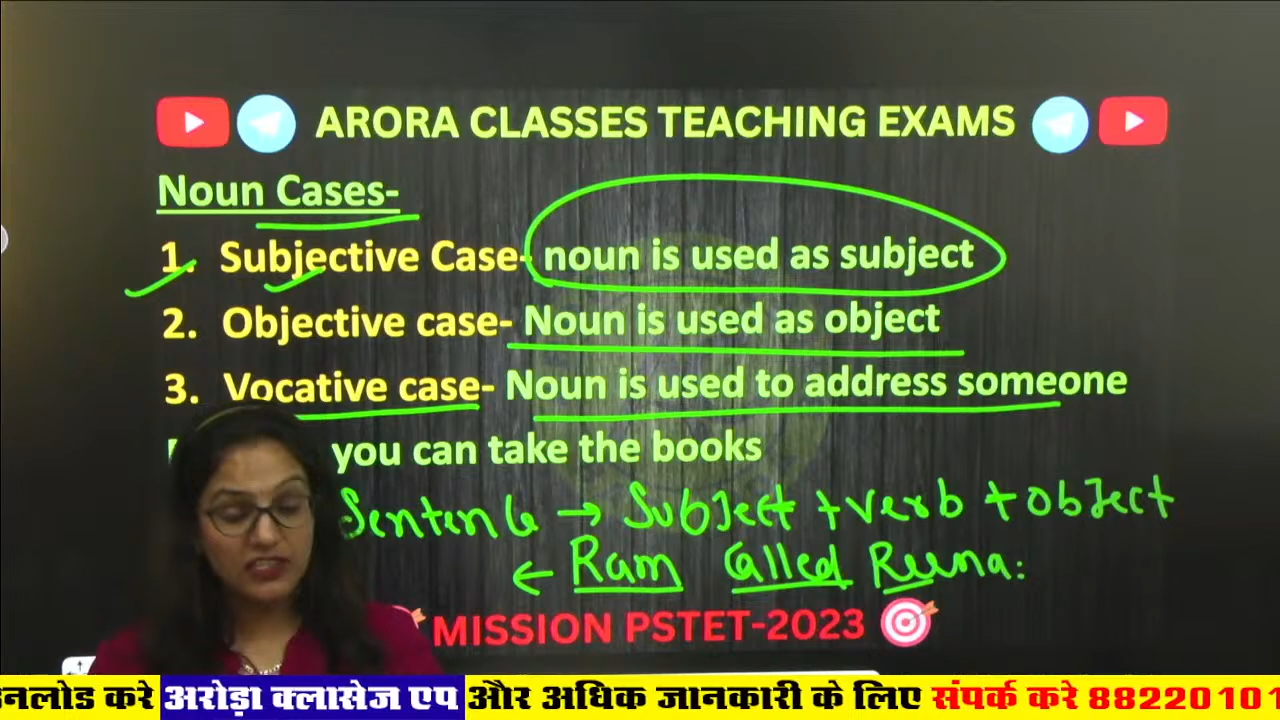 ARORA CLASSES TEACHING EXAMS
Noun Cases-
1. Subjective Case- noun is used as subject
2. Objective case- Noun is used as object
3. Vocative case- Noun is used to address someone
you can take the books
Sentence → Subject + verb + object
← Ram Called Reena.
MISSION PSTET-2023
नलोड करे अरोड़ा क्लासेज एप और अधिक जानकारी के लिए संपर्क करे 88220101